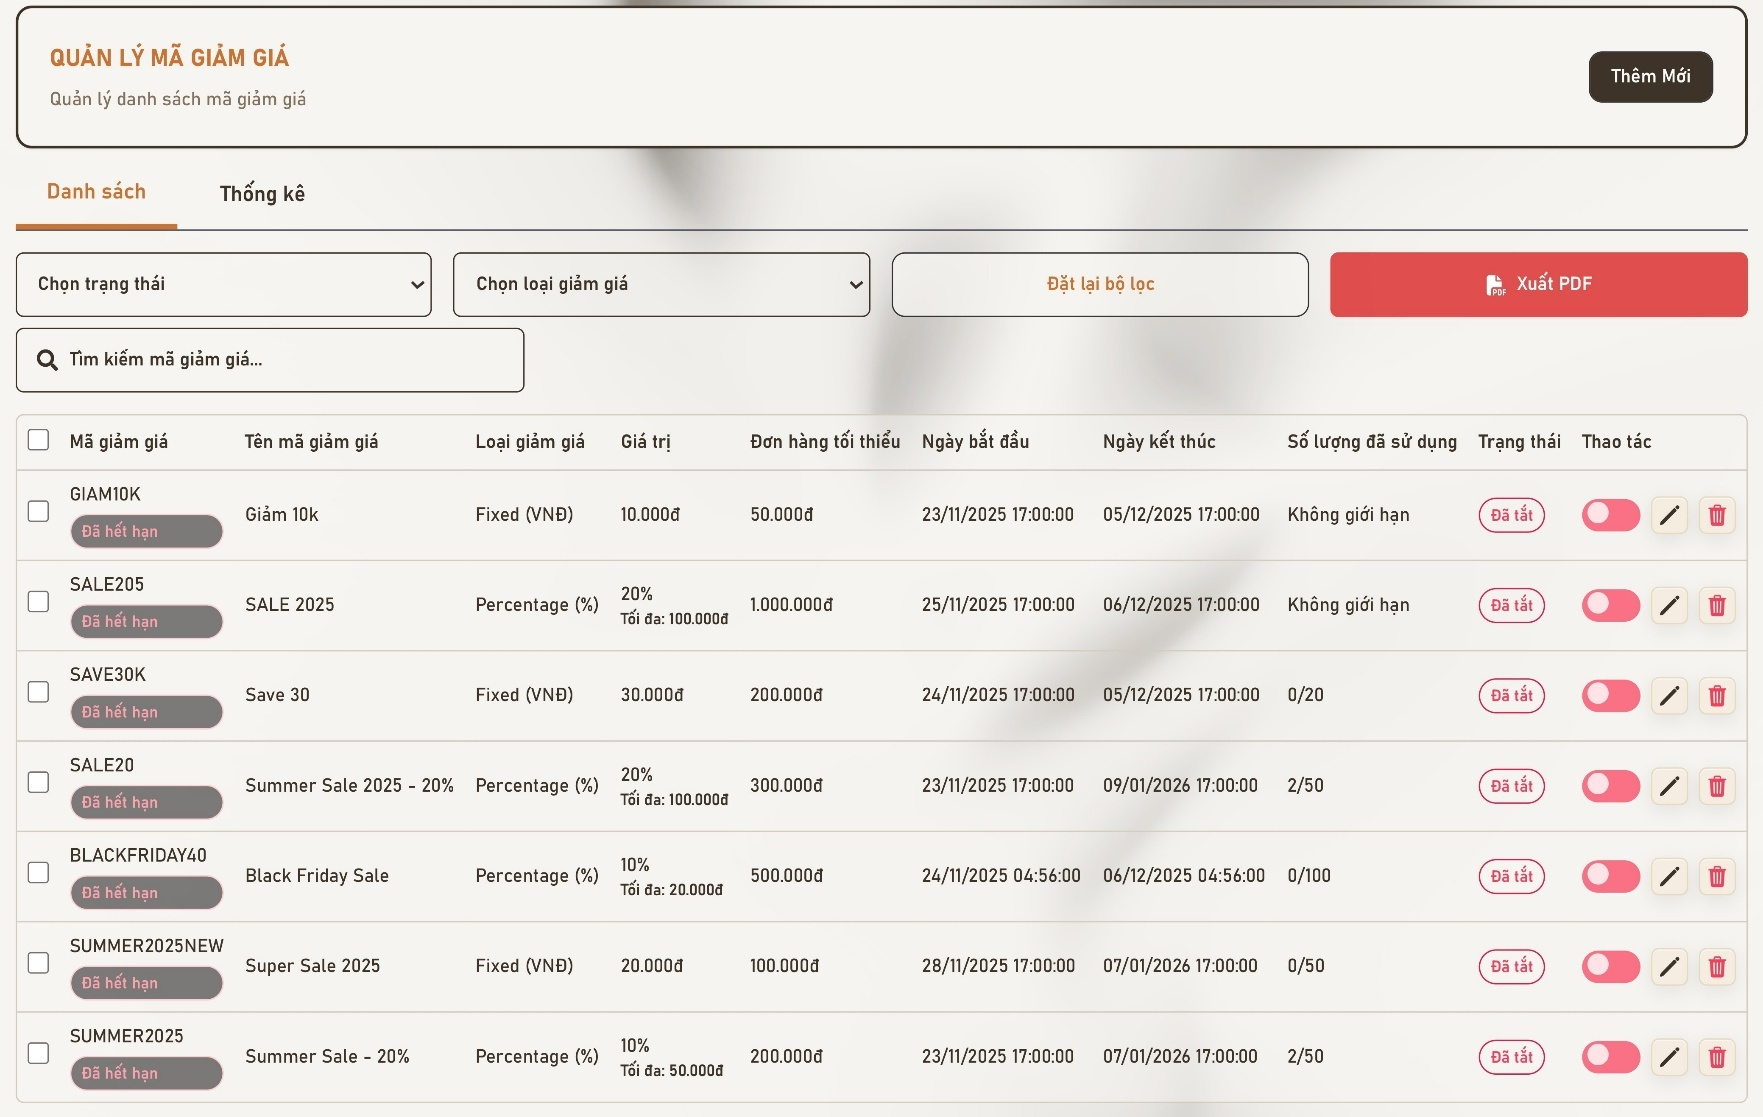 QUẢN LÝ MÃ GIẢM GIÁ
Quản lý danh sách mã giảm giá
Thêm Mới
Danh sách Thống kê
Chọn trạng thái Chọn loại giảm giá Đặt lại bộ lọc PDF Xuất PDF
Tìm kiếm mã giảm giá...
Mã giảm giá Tên mã giảm giá Loại giảm giá Giá trị Đơn hàng tối thiểu Ngày bắt đầu Ngày kết thúc Số lượng đã sử dụng Trạng thái Thao tác
GIAM10K
Đã hết hạn
Giảm 10k Fixed (VNĐ) 10.000đ 50.000đ 23/11/2025 17:00:00 05/12/2025 17:00:00 Không giới hạn Đã tắt
SALE205
Đã hết hạn
SALE 2025 Percentage (%)
20%
Tối đa: 100.000đ
1.000.000đ 25/11/2025 17:00:00 06/12/2025 17:00:00 Không giới hạn Đã tắt
SAVE30K
Đã hết hạn
Save 30 Fixed (VNĐ) 30.000đ 200.000đ 24/11/2025 17:00:00 05/12/2025 17:00:00 0/20 Đã tắt
SALE20
Đã hết hạn
Summer Sale 2025 - 20% Percentage (%)
20%
Tối đa: 100.000đ
300.000đ 23/11/2025 17:00:00 09/01/2026 17:00:00 2/50 Đã tắt
BLACKFRIDAY40
Đã hết hạn
Black Friday Sale Percentage (%)
10%
Tối đa: 20.000đ
500.000đ 24/11/2025 04:56:00 06/12/2025 04:56:00 0/100 Đã tắt
SUMMER2025NEW
Đã hết hạn
Super Sale 2025 Fixed (VNĐ) 20.000đ 100.000đ 28/11/2025 17:00:00 07/01/2026 17:00:00 0/50 Đã tắt
SUMMER2025
Đã hết hạn
Summer Sale - 20% Percentage (%)
10%
Tối đa: 50.000đ
200.000đ 23/11/2025 17:00:00 07/01/2026 17:00:00 2/50 Đã tắt